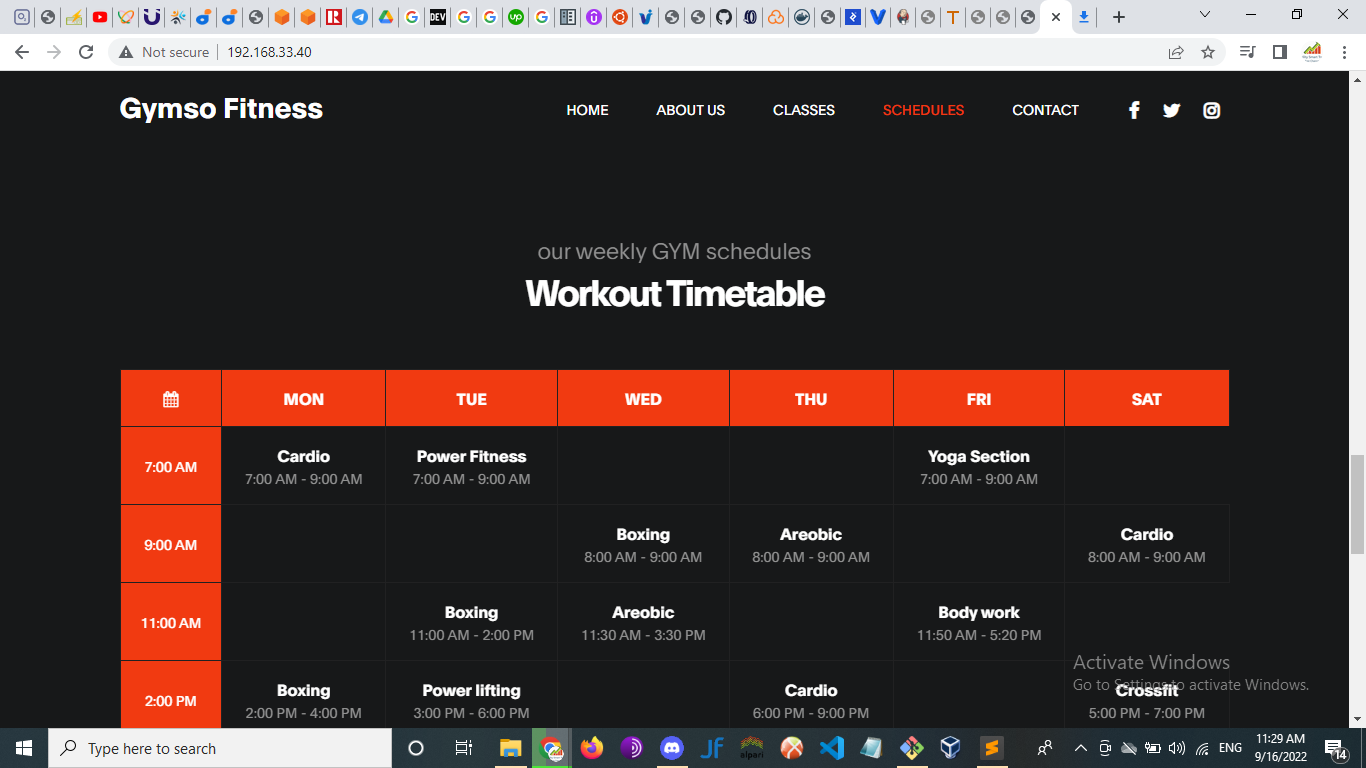 Not secure 192.168.33.40
Gymso Fitness
HOME ABOUT US CLASSES SCHEDULES CONTACT
our weekly GYM schedules
Workout Timetable
MON TUE WED THU FRI SAT
7:00 AM
Cardio Power Fitness Yoga Section
7:00 AM - 9:00 AM 7:00 AM - 9:00 AM 7:00 AM - 9:00 AM
9:00 AM
Boxing Areobic Cardio
8:00 AM - 9:00 AM 8:00 AM - 9:00 AM 8:00 AM - 9:00 AM
11:00 AM
Boxing Areobic Body work
11:00 AM - 2:00 PM 11:30 AM - 3:30 PM 11:50 AM - 5:20 PM
Activate Windows
Go to Settings to activate Windows.
2:00 PM
Boxing Power lifting Cardio Crossfit
2:00 PM - 4:00 PM 3:00 PM - 6:00 PM 6:00 PM - 9:00 PM 5:00 PM - 7:00 PM
Type here to search
ENG
11:29 AM
9/16/2022
14